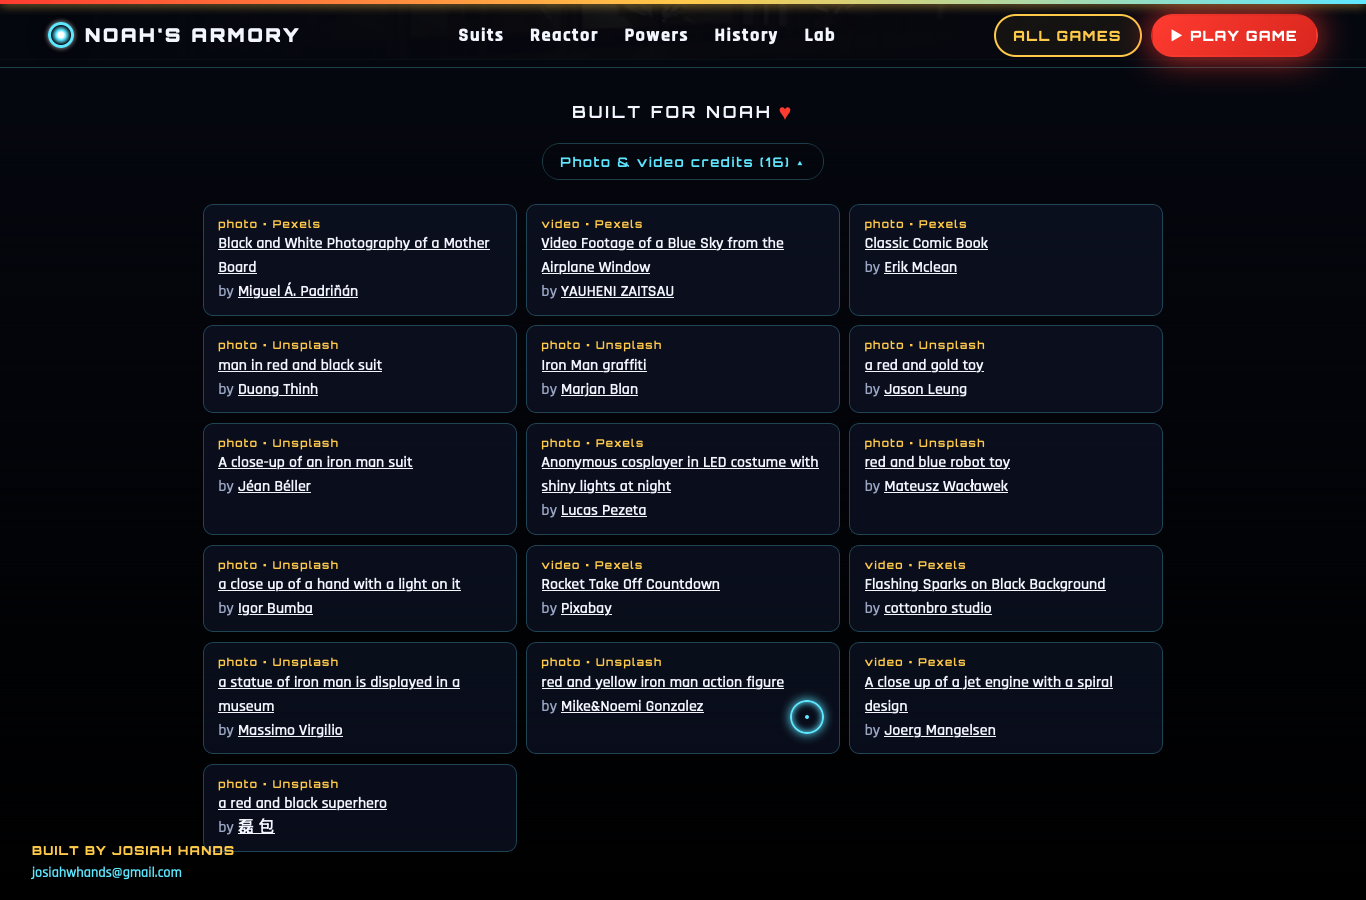 NOAH'S ARMORY
Suits Reactor Powers History Lab
ALL GAMES
▶ PLAY GAME
BUILT FOR NOAH ♥
Photo & video credits (16) ▴
photo • Pexels
Black and White Photography of a Mother
Board
by Miguel Á. Padriñán
video • Pexels
Video Footage of a Blue Sky from the
Airplane Window
by YAUHENI ZAITSAU
photo • Pexels
Classic Comic Book
by Erik Mclean
photo • Unsplash
man in red and black suit
by Duong Thinh
photo • Unsplash
Iron Man graffiti
by Marjan Blan
photo • Unsplash
a red and gold toy
by Jason Leung
photo • Unsplash
A close-up of an iron man suit
by Jéan Béller
photo • Pexels
Anonymous cosplayer in LED costume with
shiny lights at night
by Lucas Pezeta
photo • Unsplash
red and blue robot toy
by Mateusz Wacławek
photo • Unsplash
a close up of a hand with a light on it
by Igor Bumba
video • Pexels
Rocket Take Off Countdown
by Pixabay
video • Pexels
Flashing Sparks on Black Background
by cottonbro studio
photo • Unsplash
a statue of iron man is displayed in a
museum
by Massimo Virgilio
photo • Unsplash
red and yellow iron man action figure
by Mike&Noemi Gonzalez
video • Pexels
A close up of a jet engine with a spiral
design
by Joerg Mangelsen
photo • Unsplash
a red and black superhero
by 磊 包
BUILT BY JOSIAH HANDS
josiahwhands@gmail.com